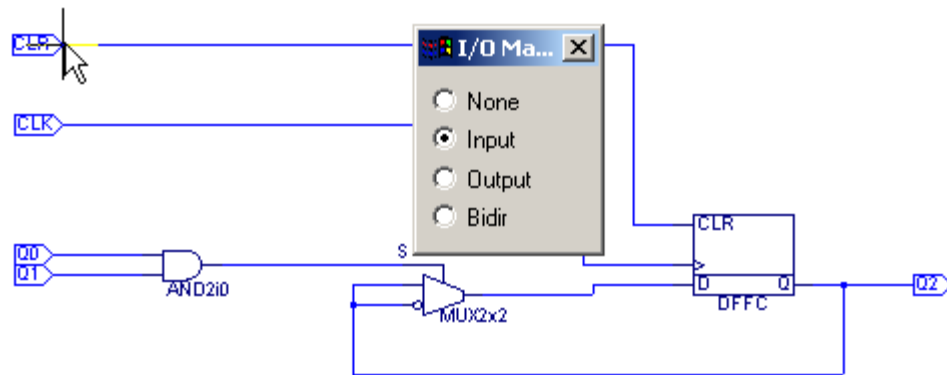 CLR
I/O Ma...
None
CLK
Input
Output
Bidir
CLR
Q0
Q1
S
AND2i0
MUX2x2
D
Q
DFFC
Q2